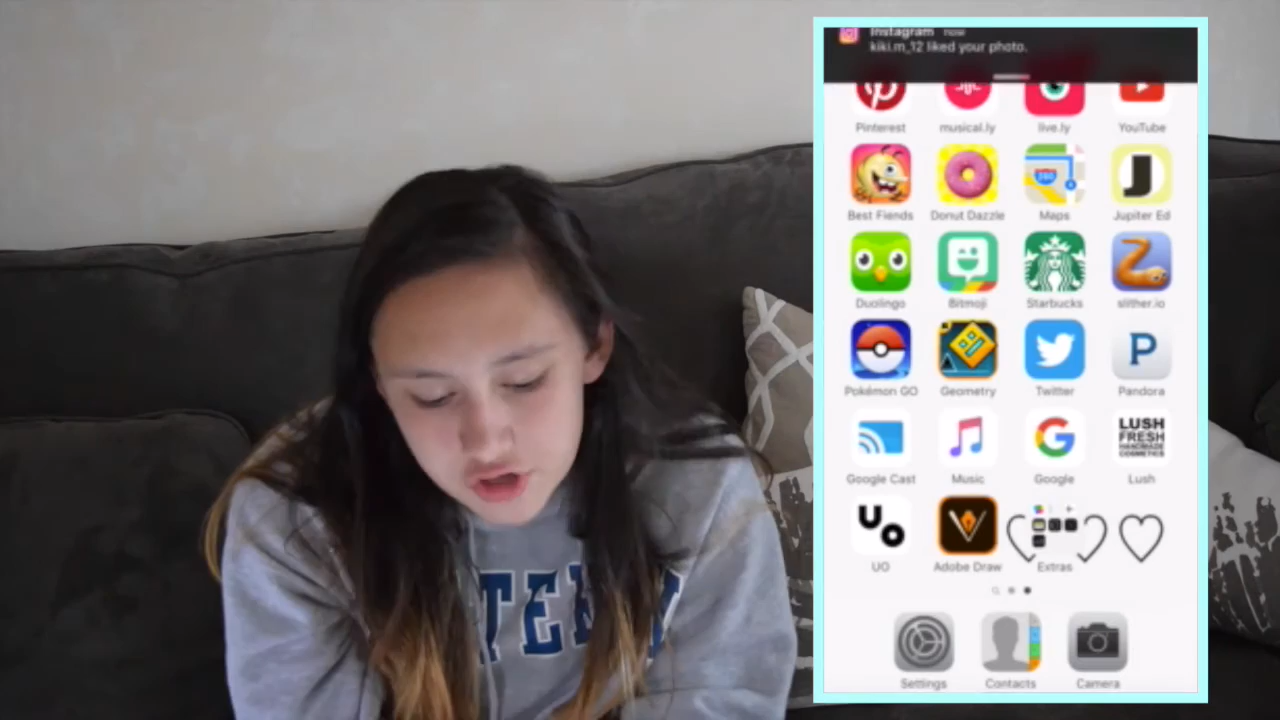 Instagram now
kiki.m_12 liked your photo.
Pinterest musical.ly live.ly YouTube
Best Fiends Donut Dazzle Maps Jupiter Ed
Duolingo Bitmoji Starbucks slither.io
Pokémon GO Geometry Twitter Pandora
LUSH
FRESH
HANDMADE
COSMETICS
Google Cast Music Google Lush
UO
UO Adobe Draw Extras
Settings Contacts Camera